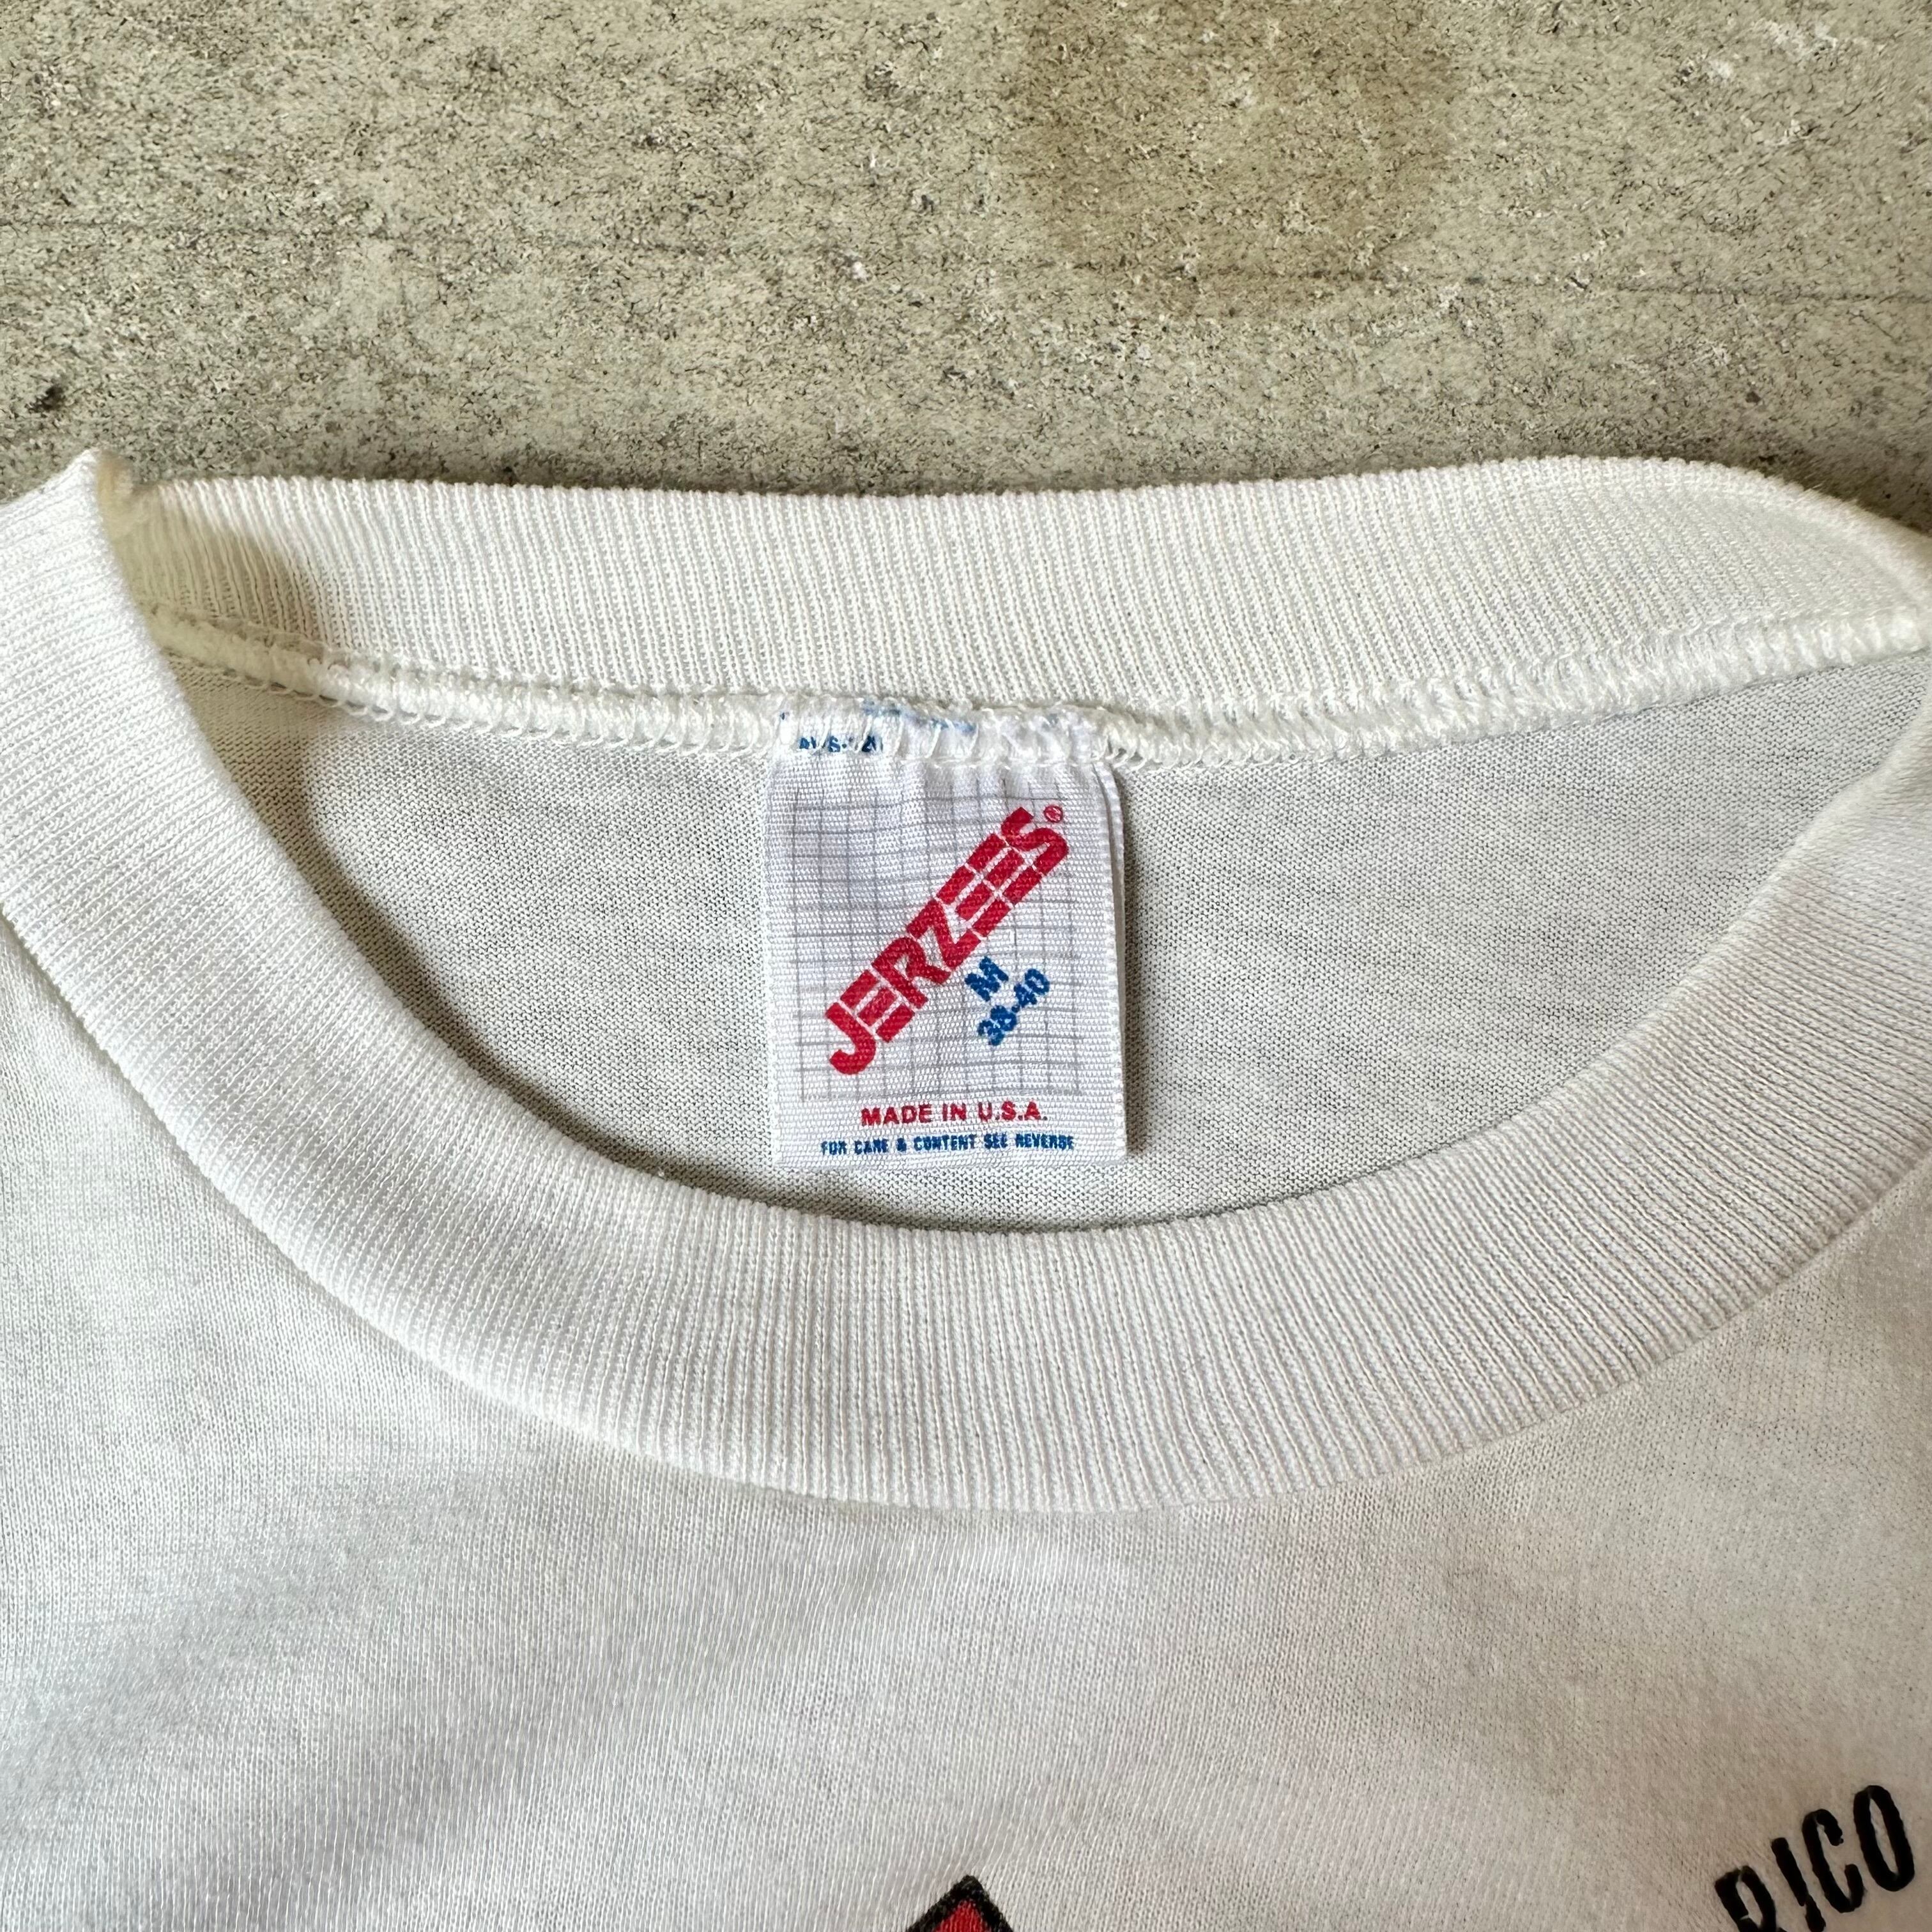 JERZEES®
M
38-40
MADE IN U.S.A.
FOR CARE & CONTENT SEE REVERSE
RICO